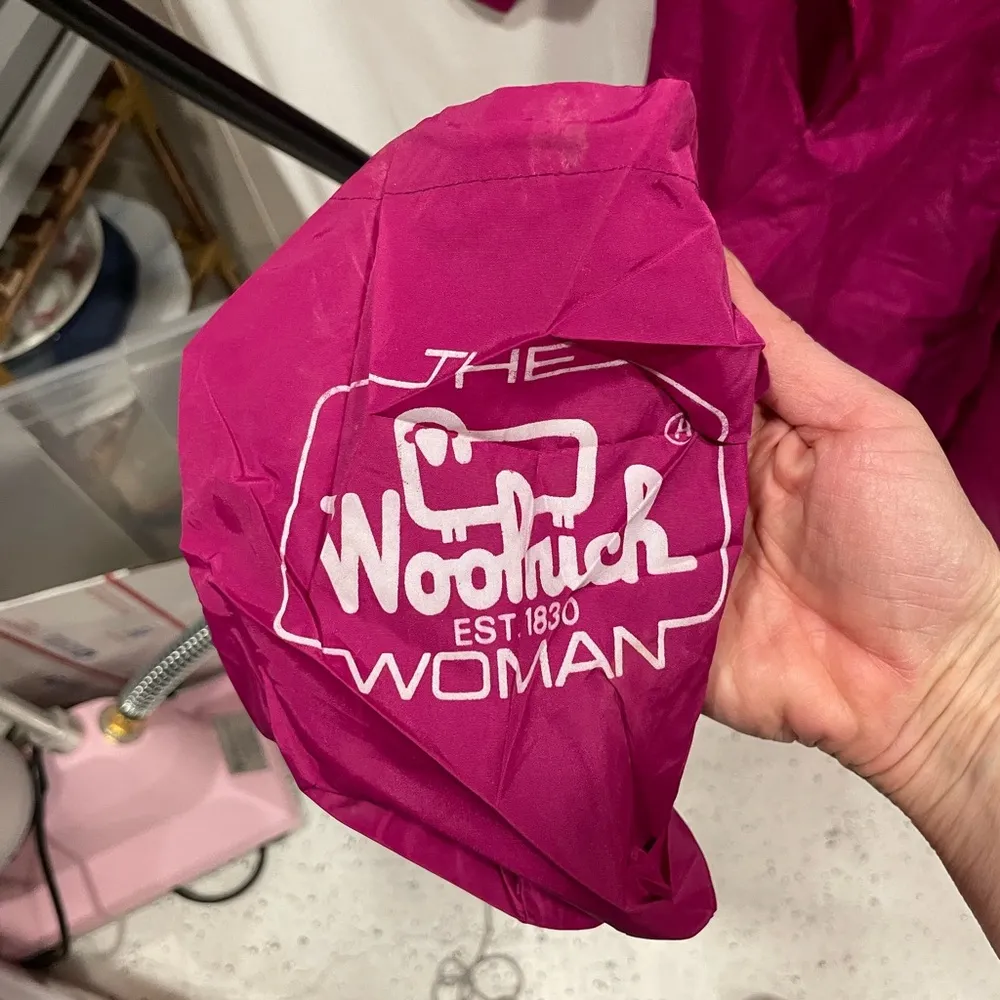 THE
Woolrich
EST. 1830
WOMAN